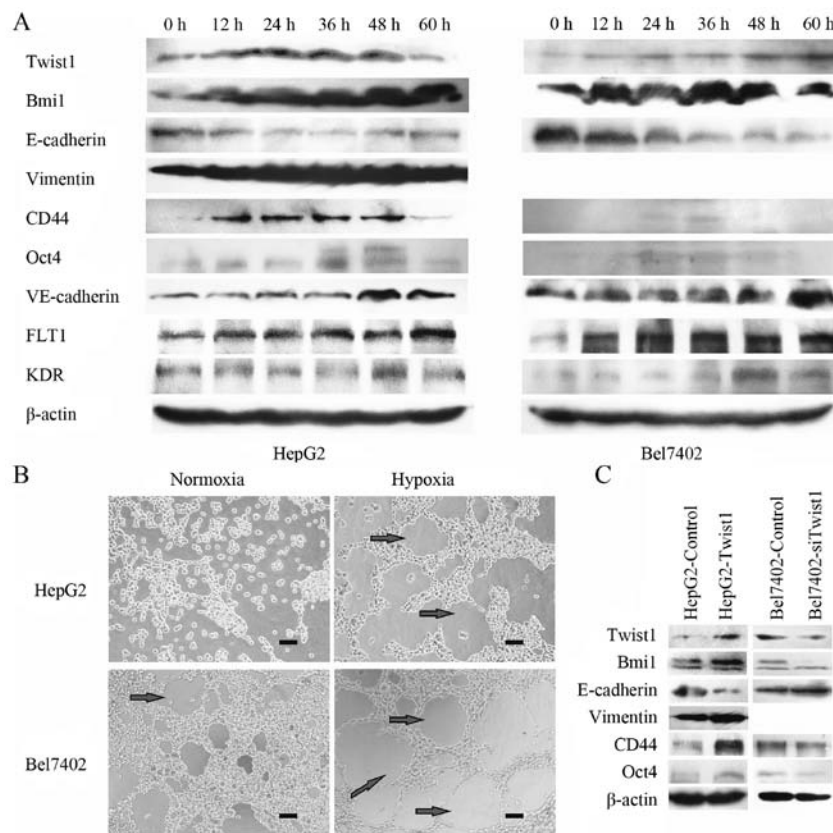 A
0 h 12 h 24 h 36 h 48 h 60 h 0 h 12 h 24 h 36 h 48 h 60 h
Twist1
Bmi1
E-cadherin
Vimentin
CD44
Oct4
VE-cadherin
FLT1
KDR
β-actin
HepG2 Bel7402
B
Normoxia Hypoxia
HepG2
Bel7402
C
HepG2-Control
HepG2-Twist1
Bel7402-Control
Bel7402-siTwist1
Twist1
Bmi1
E-cadherin
Vimentin
CD44
Oct4
β-actin